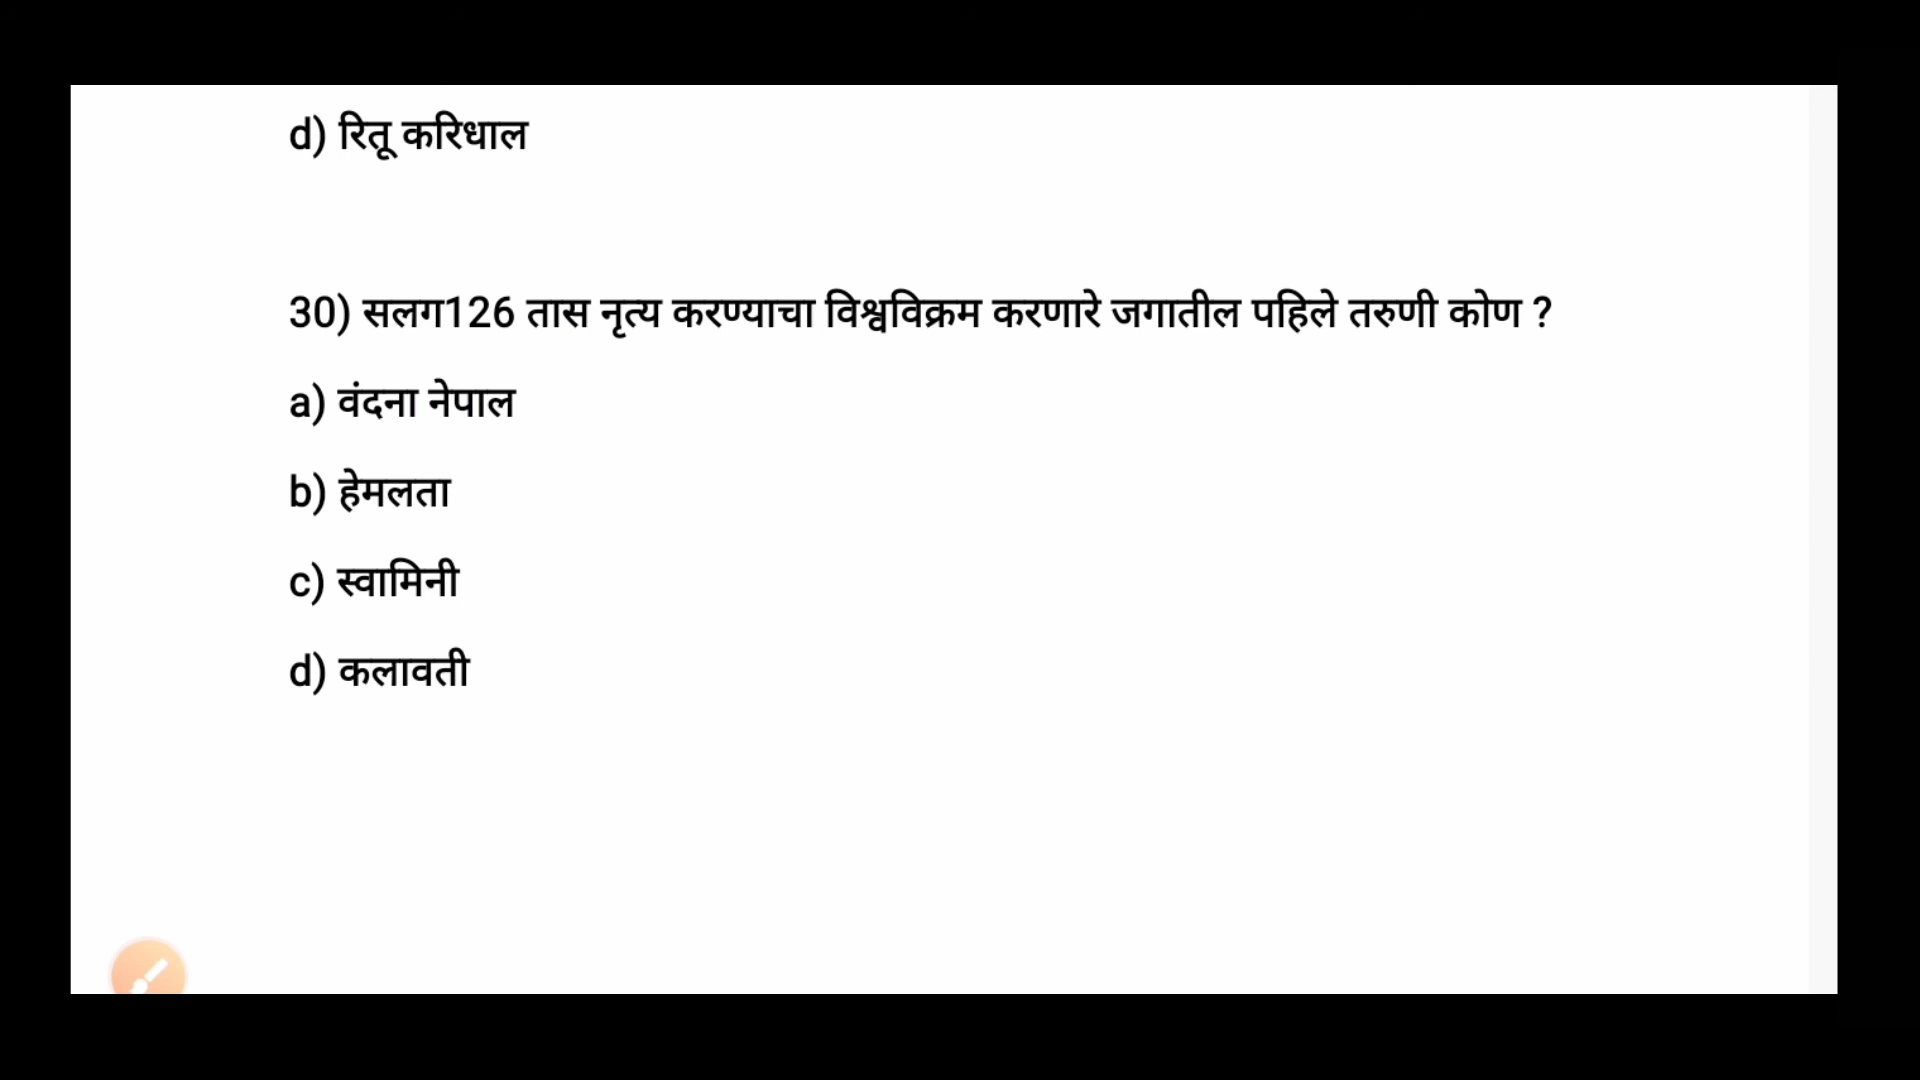 d) रितू करिधाल
30) सलग126 तास नृत्य करण्याचा विश्वविक्रम करणारे जगातील पहिले तरुणी कोण ?
a) वंदना नेपाल
b) हेमलता
c) स्वामिनी
d) कलावती